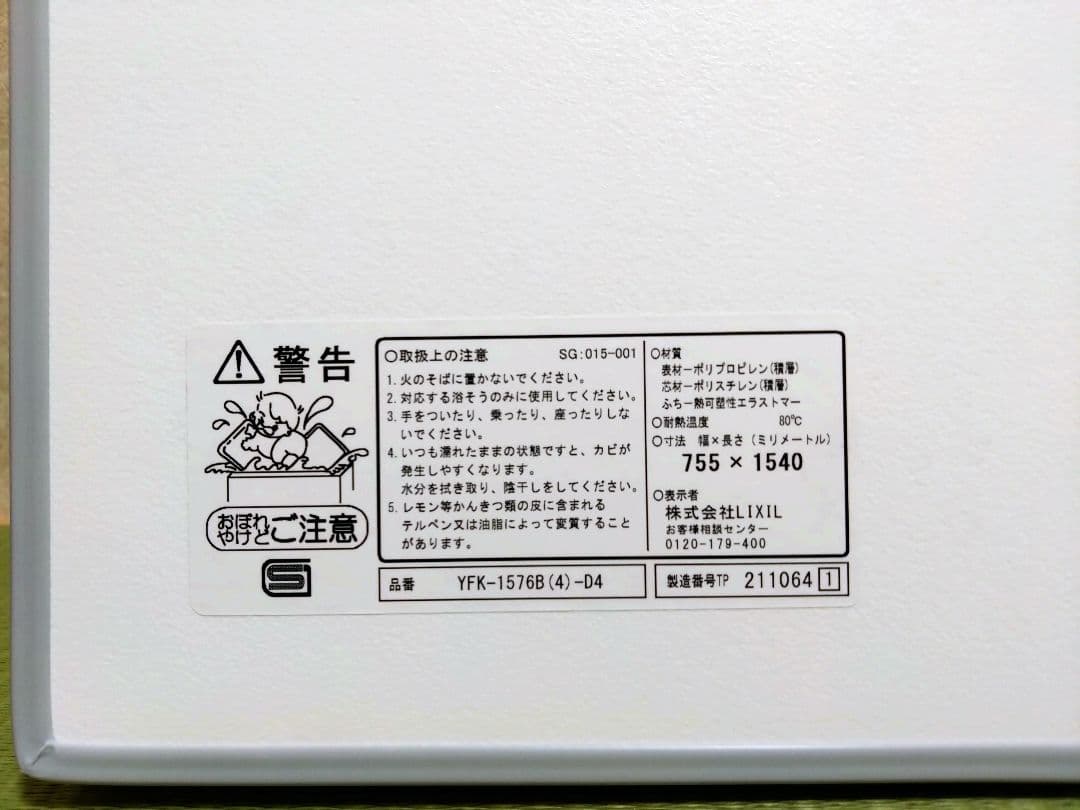 警告
おぼれ
やけど
ご注意
○取扱上の注意 SG:015-001
1. 火のそばに置かないでください。
2. 対応する浴そうのみに使用してください。
3. 手をついたり、乗ったり、座ったりしな
いでください。
4. いつも濡れたままの状態ですと、カビが
発生しやすくなります。
水分を拭き取り、陰干しをしてください。
5. レモン等かんきつ類の皮に含まれる
テルペン又は油脂によって変質すること
があります。
○材質
表材ーポリプロピレン(積層)
芯材ーポリスチレン(積層)
ふちー熱可塑性エラストマー
○耐熱温度 80℃
○寸法 幅×長さ(ミリメートル)
755 × 1540
○表示者
株式会社LIXIL
お客様相談センター
0120-179-400
品番 YFK-1576B(4)-D4
製造番号TP 211064 1